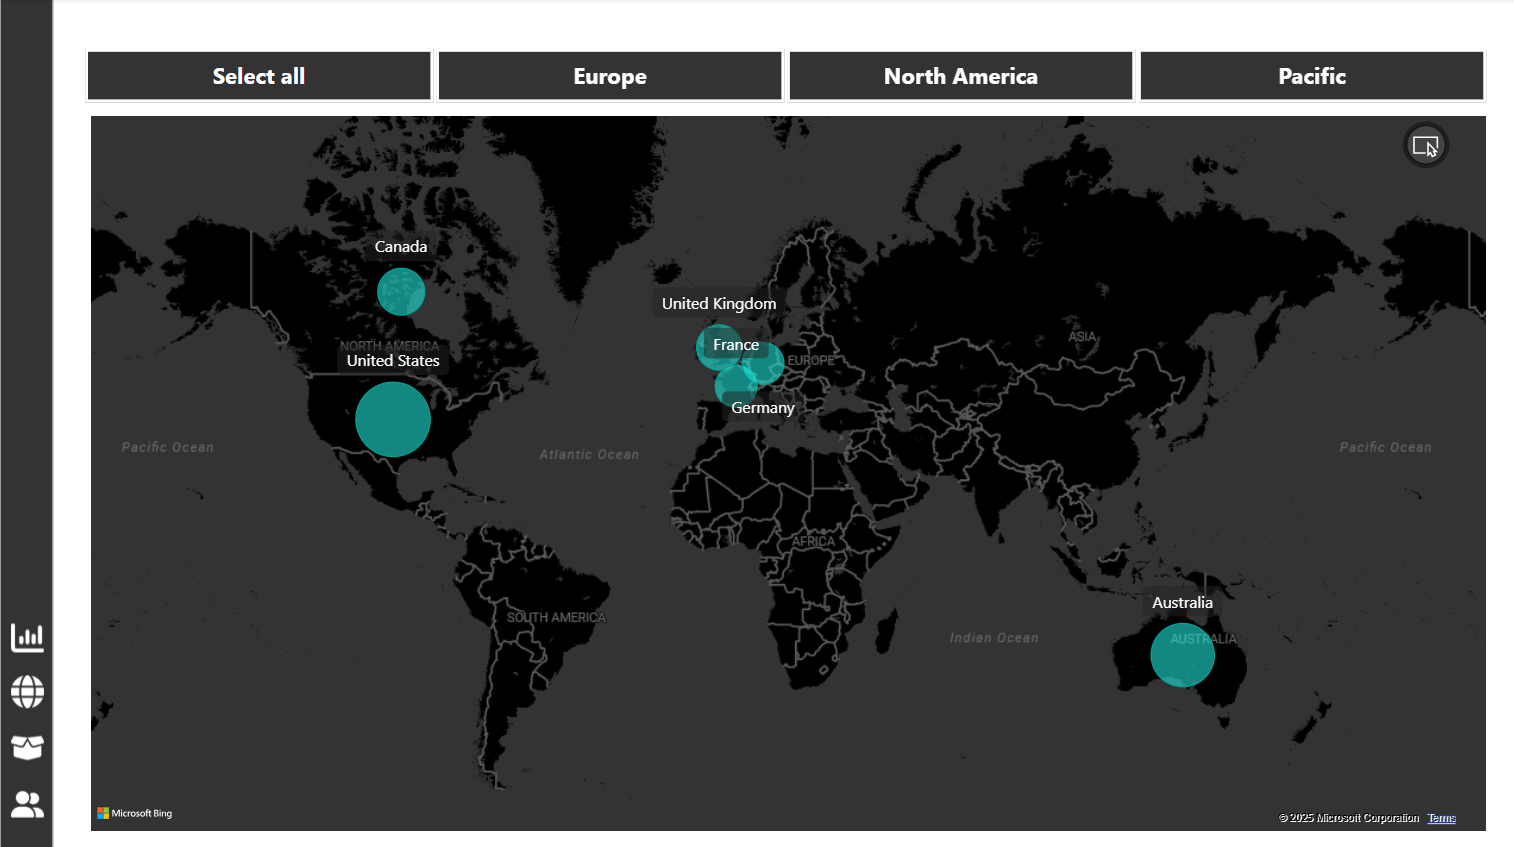 Select all
Europe
North America
Pacific
Canada
United Kingdom
NORTH AMERICA
United States
France
EUROPE
ASIA
Germany
Pacific Ocean
Atlantic Ocean
Pacific Ocean
AFRICA
SOUTH AMERICA
Indian Ocean
Australia
AUSTRALIA
Microsoft Bing
© 2025 Microsoft Corporation Terms